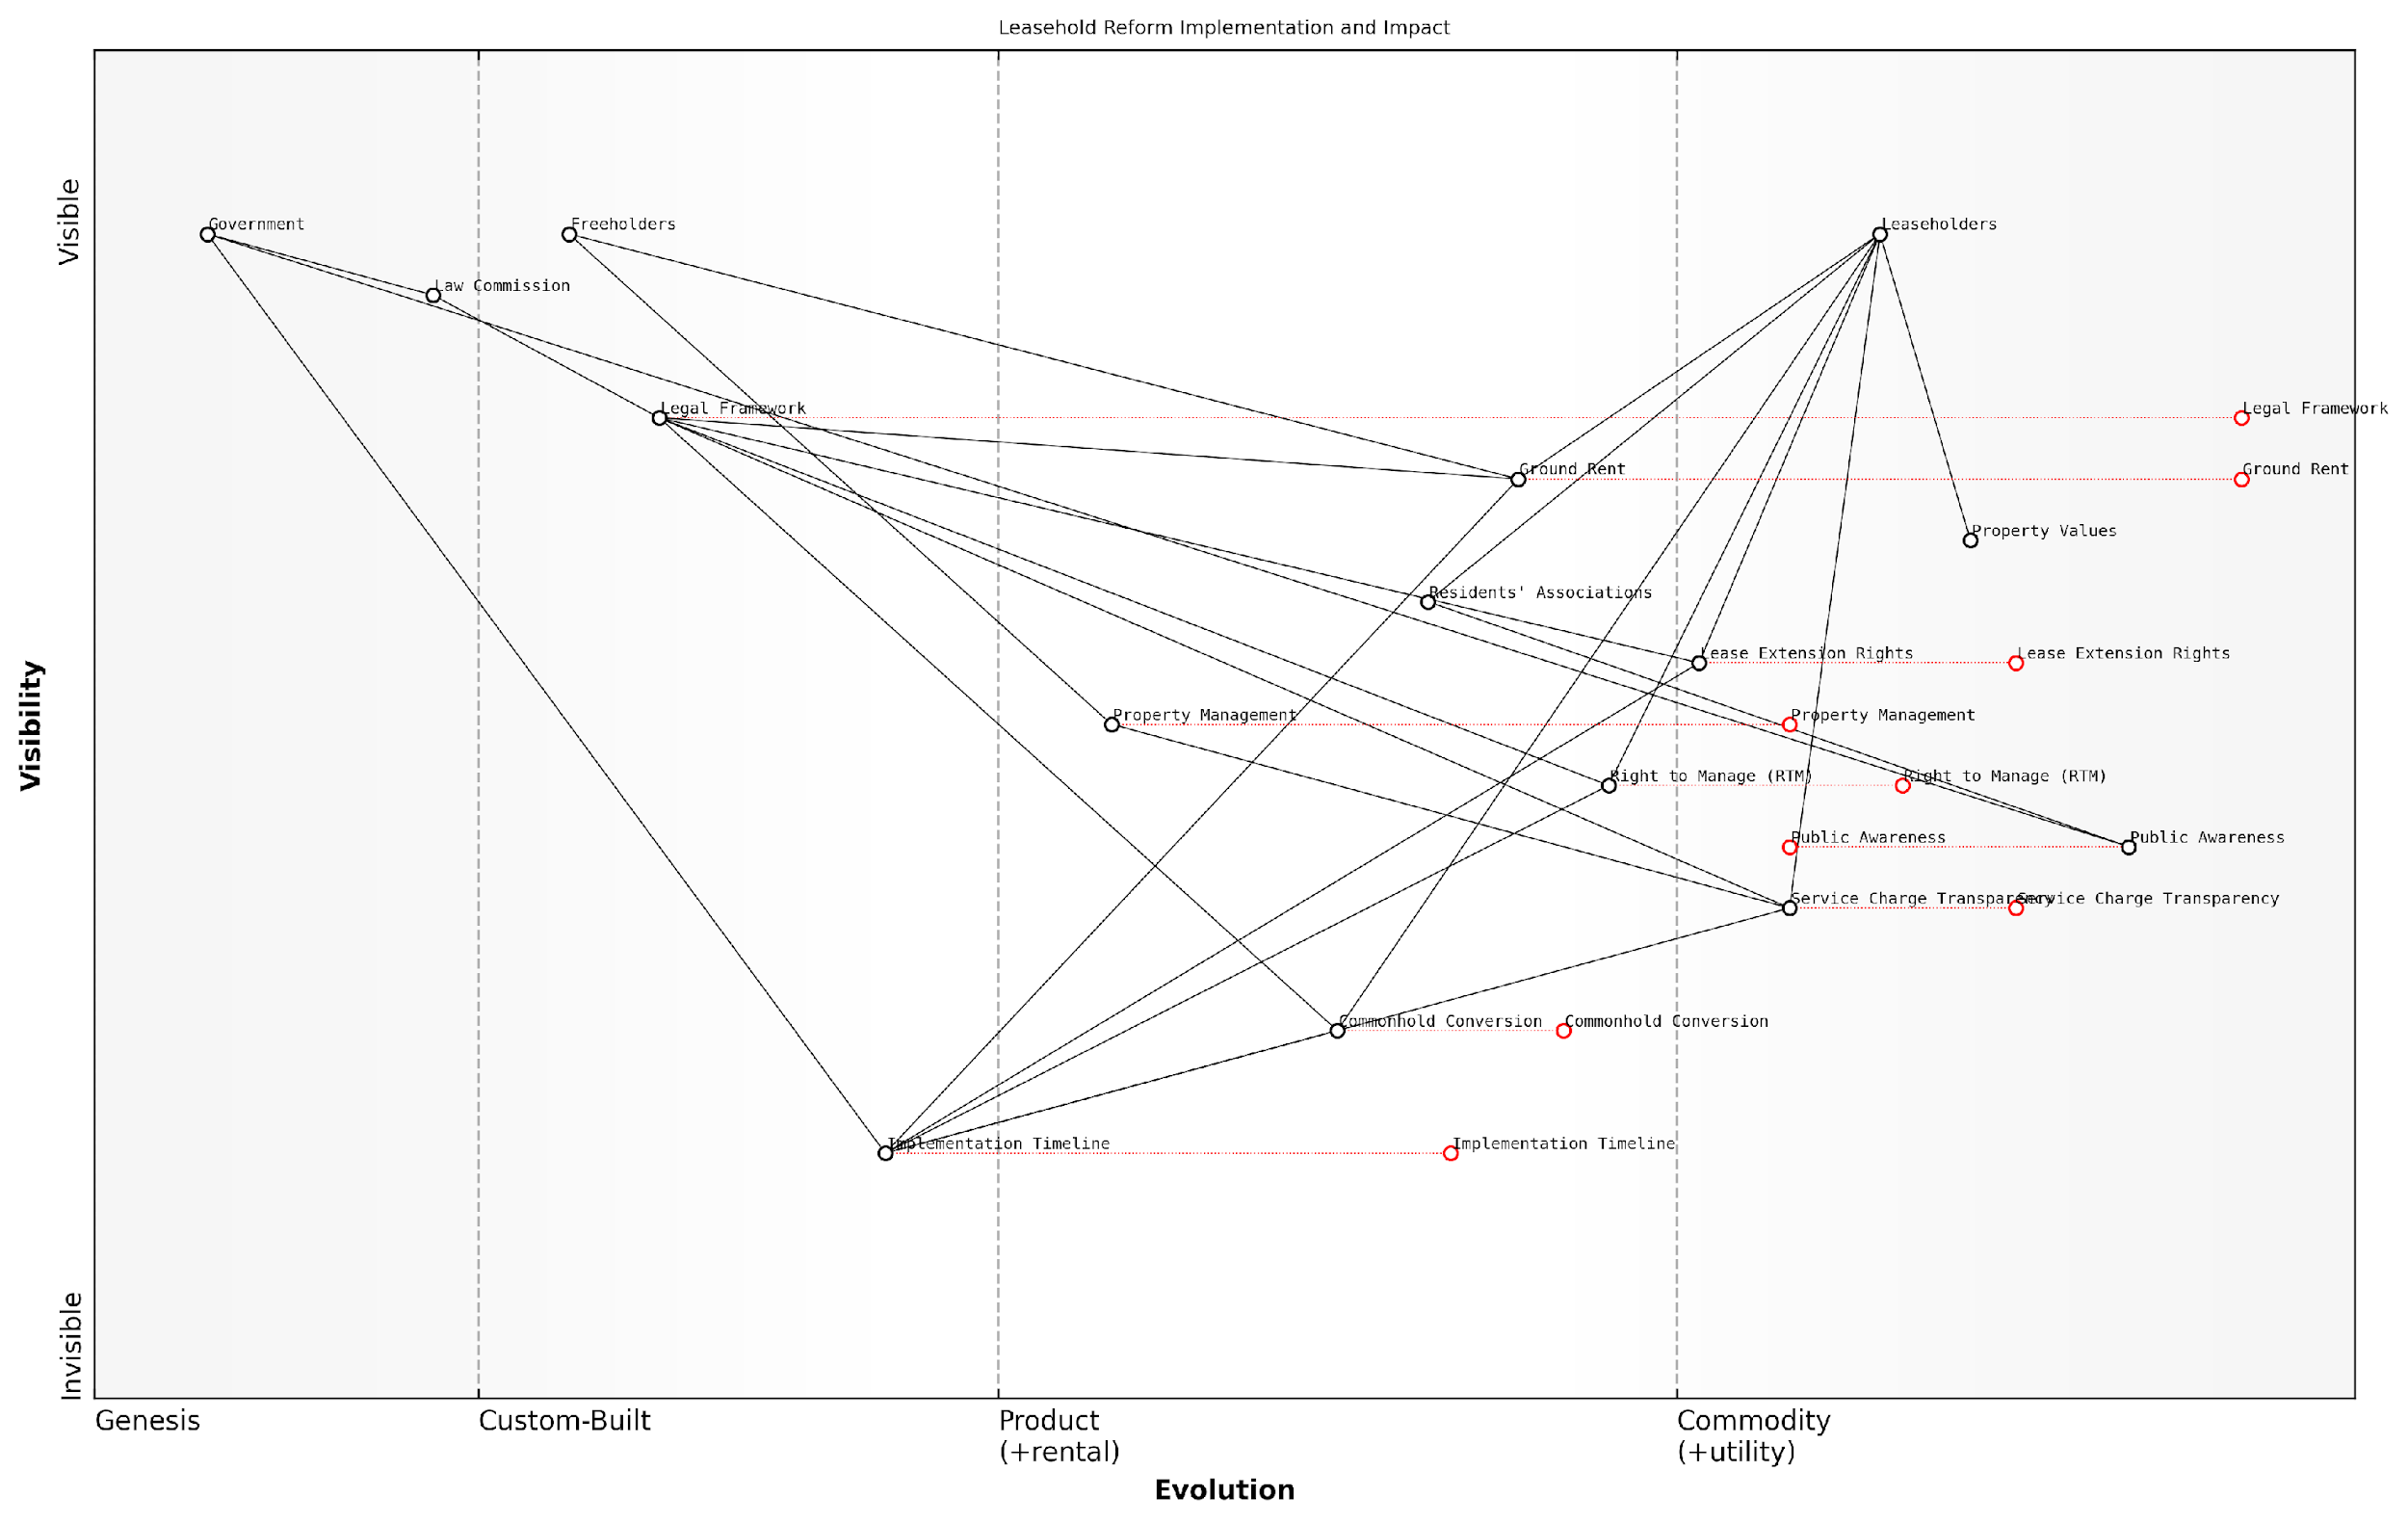 Leasehold Reform Implementation and Impact
Visible
Government
Freeholders
Leaseholders
Law Commission
Legal Framework
Legal Framework
Ground Rent
Ground Rent
Property Values
Residents' Associations
Lease Extension Rights
Lease Extension Rights
Property Management
Property Management
Right to Manage (RTM)
Right to Manage (RTM)
Public Awareness
Public Awareness
Service Charge Transparency
Service Charge Transparency
Commonhold Conversion
Commonhold Conversion
Implementation Timeline
Implementation Timeline
Visibility
Invisible
Genesis
Custom-Built
Product
(+rental)
Commodity
(+utility)
Evolution